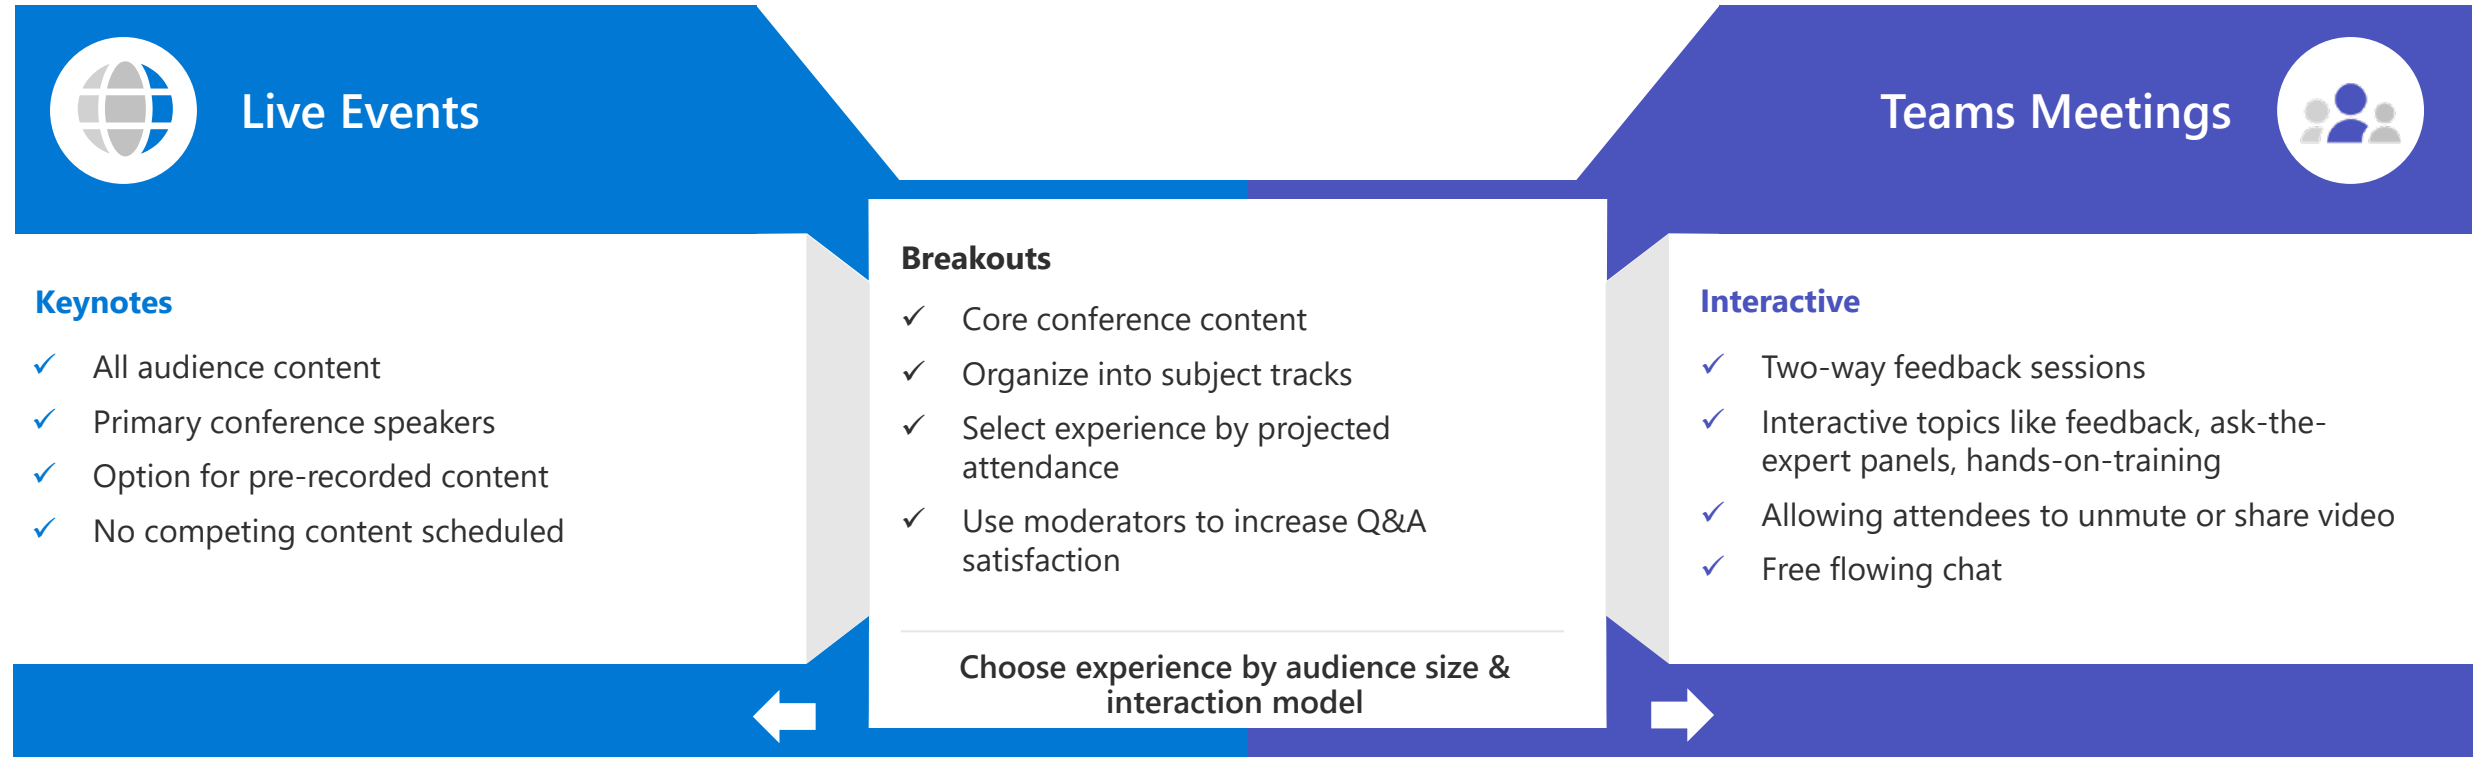 Live Events
Keynotes
All audience content
Primary conference speakers
Option for pre-recorded content
No competing content scheduled
Breakouts
Core conference content
Organize into subject tracks
Select experience by projected
attendance
Use moderators to increase Q&A
satisfaction
Choose experience by audience size &
interaction model
Teams Meetings
Interactive
Two-way feedback sessions
Interactive topics like feedback, ask-the-
expert panels, hands-on-training
Allowing attendees to unmute or share video
Free flowing chat